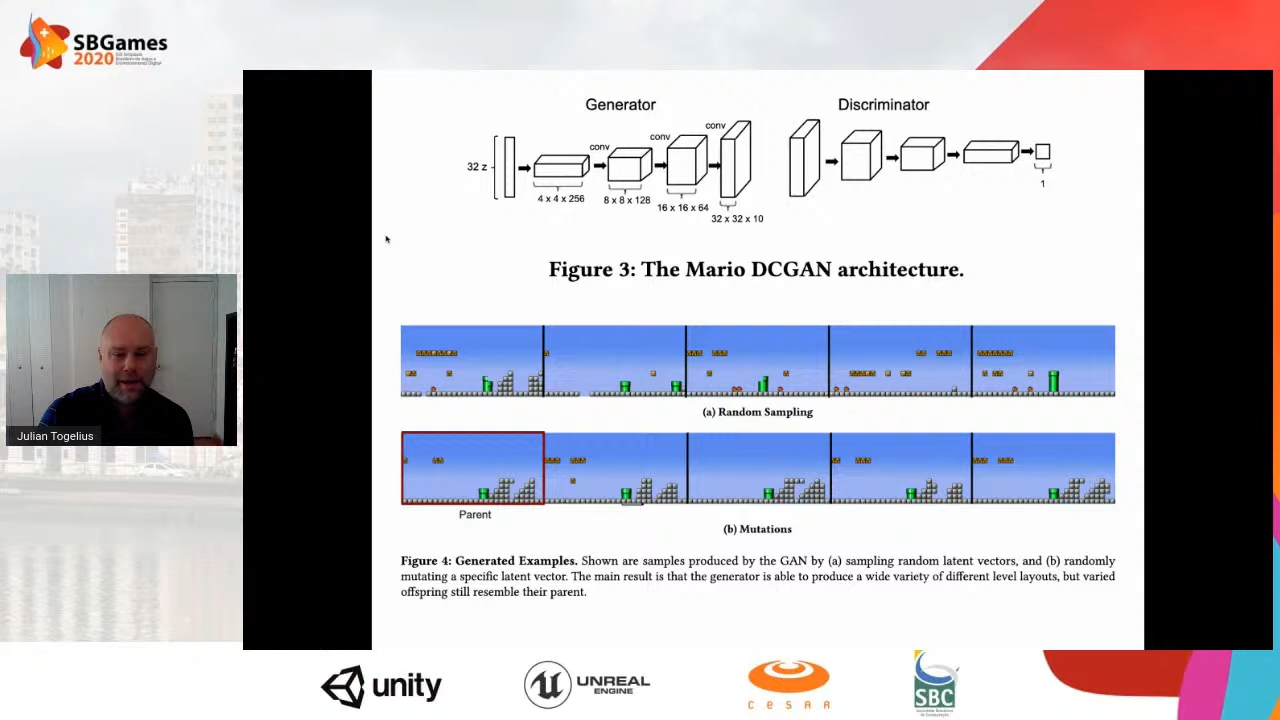 SBGames
2020
Generator
Discriminator
32 z
conv
conv
conv
4 x 4 x 256
8 x 8 x 128
16 x 16 x 64
32 x 32 x 10
1
Figure 3: The Mario DCGAN architecture.
(a) Random Sampling
Parent
(b) Mutations
Figure 4: Generated Examples. Shown are samples produced by the GAN by (a) sampling random latent vectors, and (b) randomly
mutating a specific latent vector. The main result is that the generator is able to produce a wide variety of different level layouts, but varied
offspring still resemble their parent.
Julian Togelius
unity
UNREAL
ENGINE
CESAR
SBC